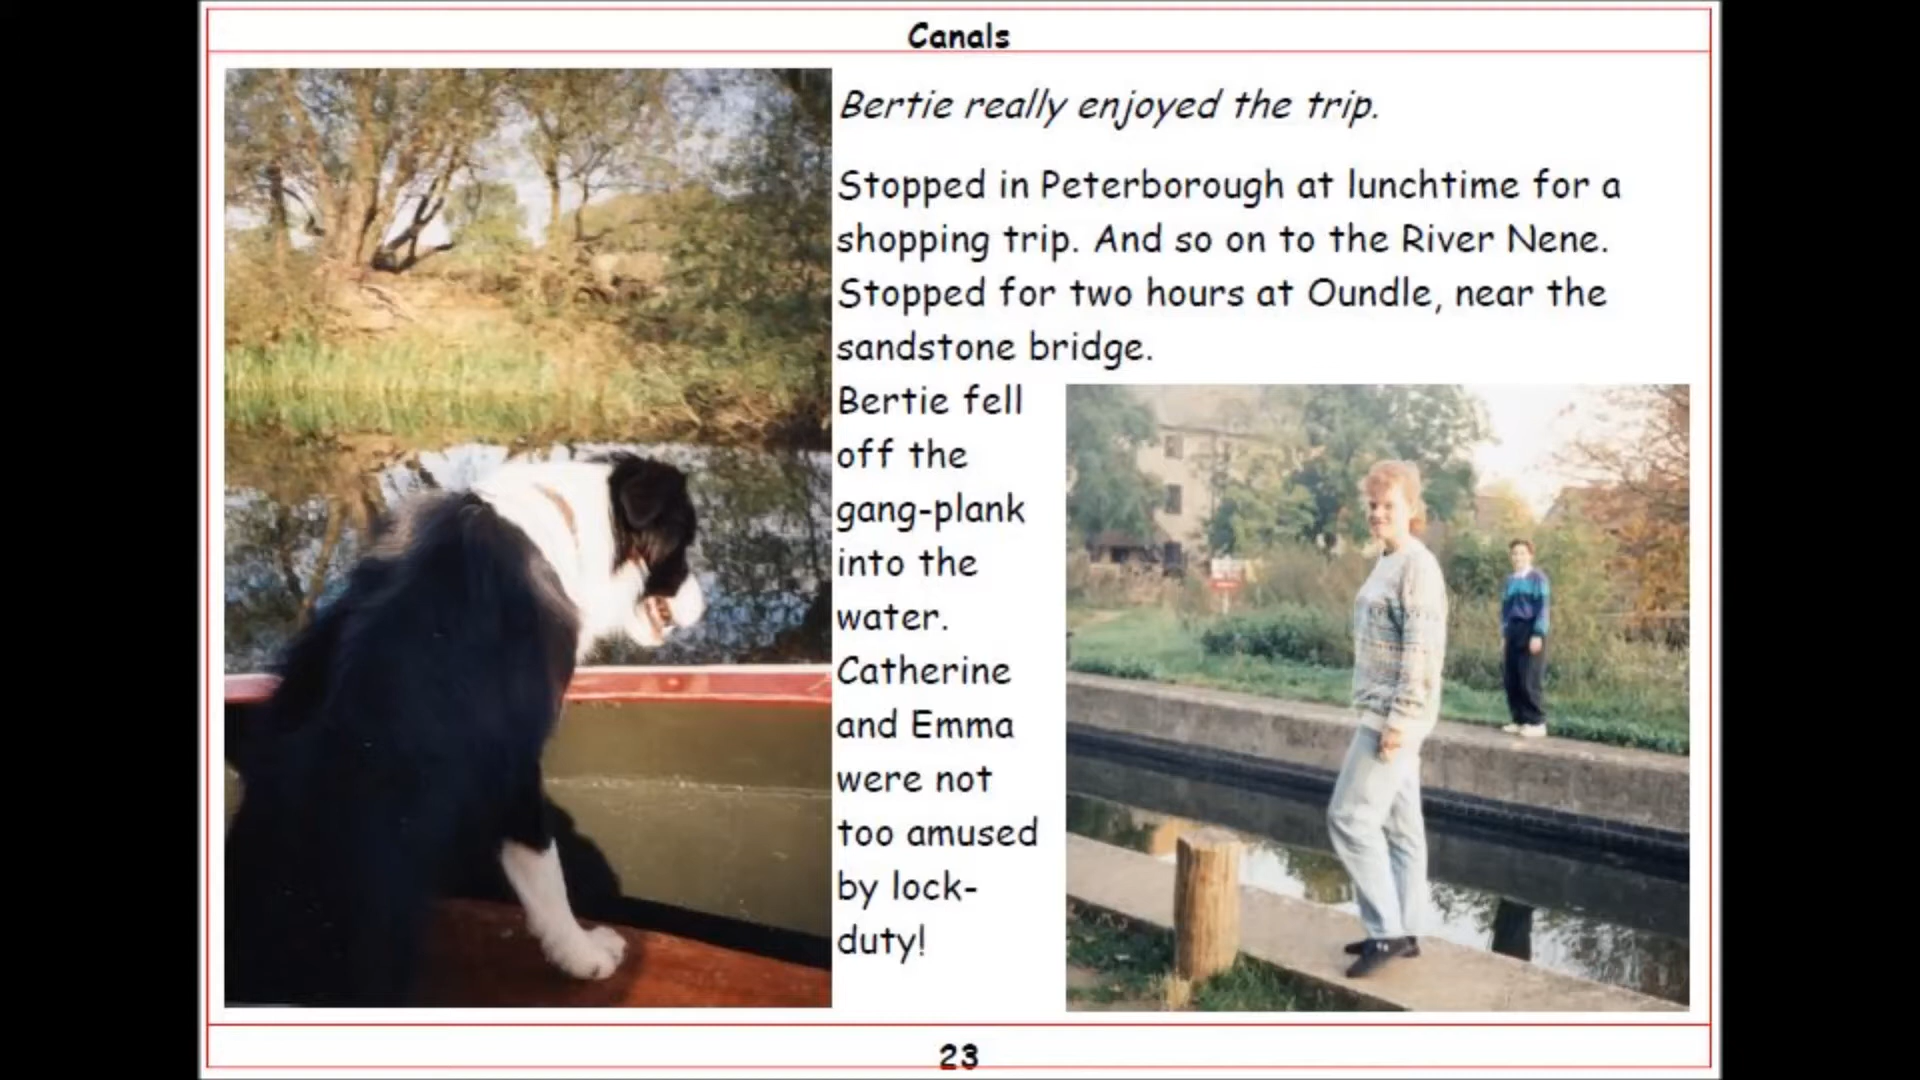 Canals
Bertie really enjoyed the trip.
Stopped in Peterborough at lunchtime for a
shopping trip. And so on to the River Nene.
Stopped for two hours at Oundle, near the
sandstone bridge.
Bertie fell
off the
gang-plank
into the
water.
Catherine
and Emma
were not
too amused
by lock-
duty!
23